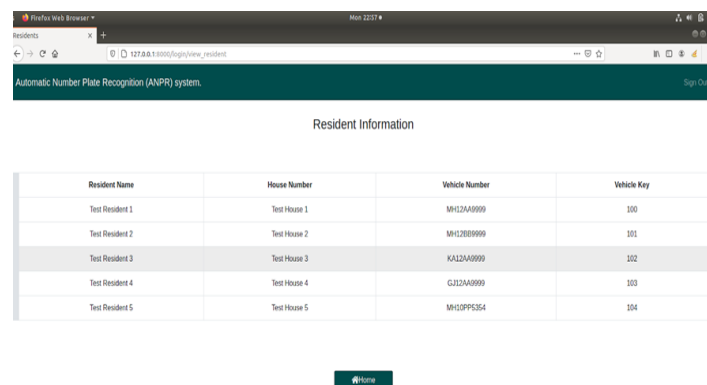 Firefox Web Browser
Mon 22:57
Residents
127.0.0.1:8000/login/view_resident
Automatic Number Plate Recognition (ANPR) system.
Resident Information
Resident Name House Number Vehicle Number Vehicle Key
Test Resident 1 Test House 1 MH12AA9999 100
Test Resident 2 Test House 2 MH12BB9999 101
Test Resident 3 Test House 3 KA12AA9999 102
Test Resident 4 Test House 4 GJ12AA9999 103
Test Resident 5 Test House 5 MH10PP5354 104
Home